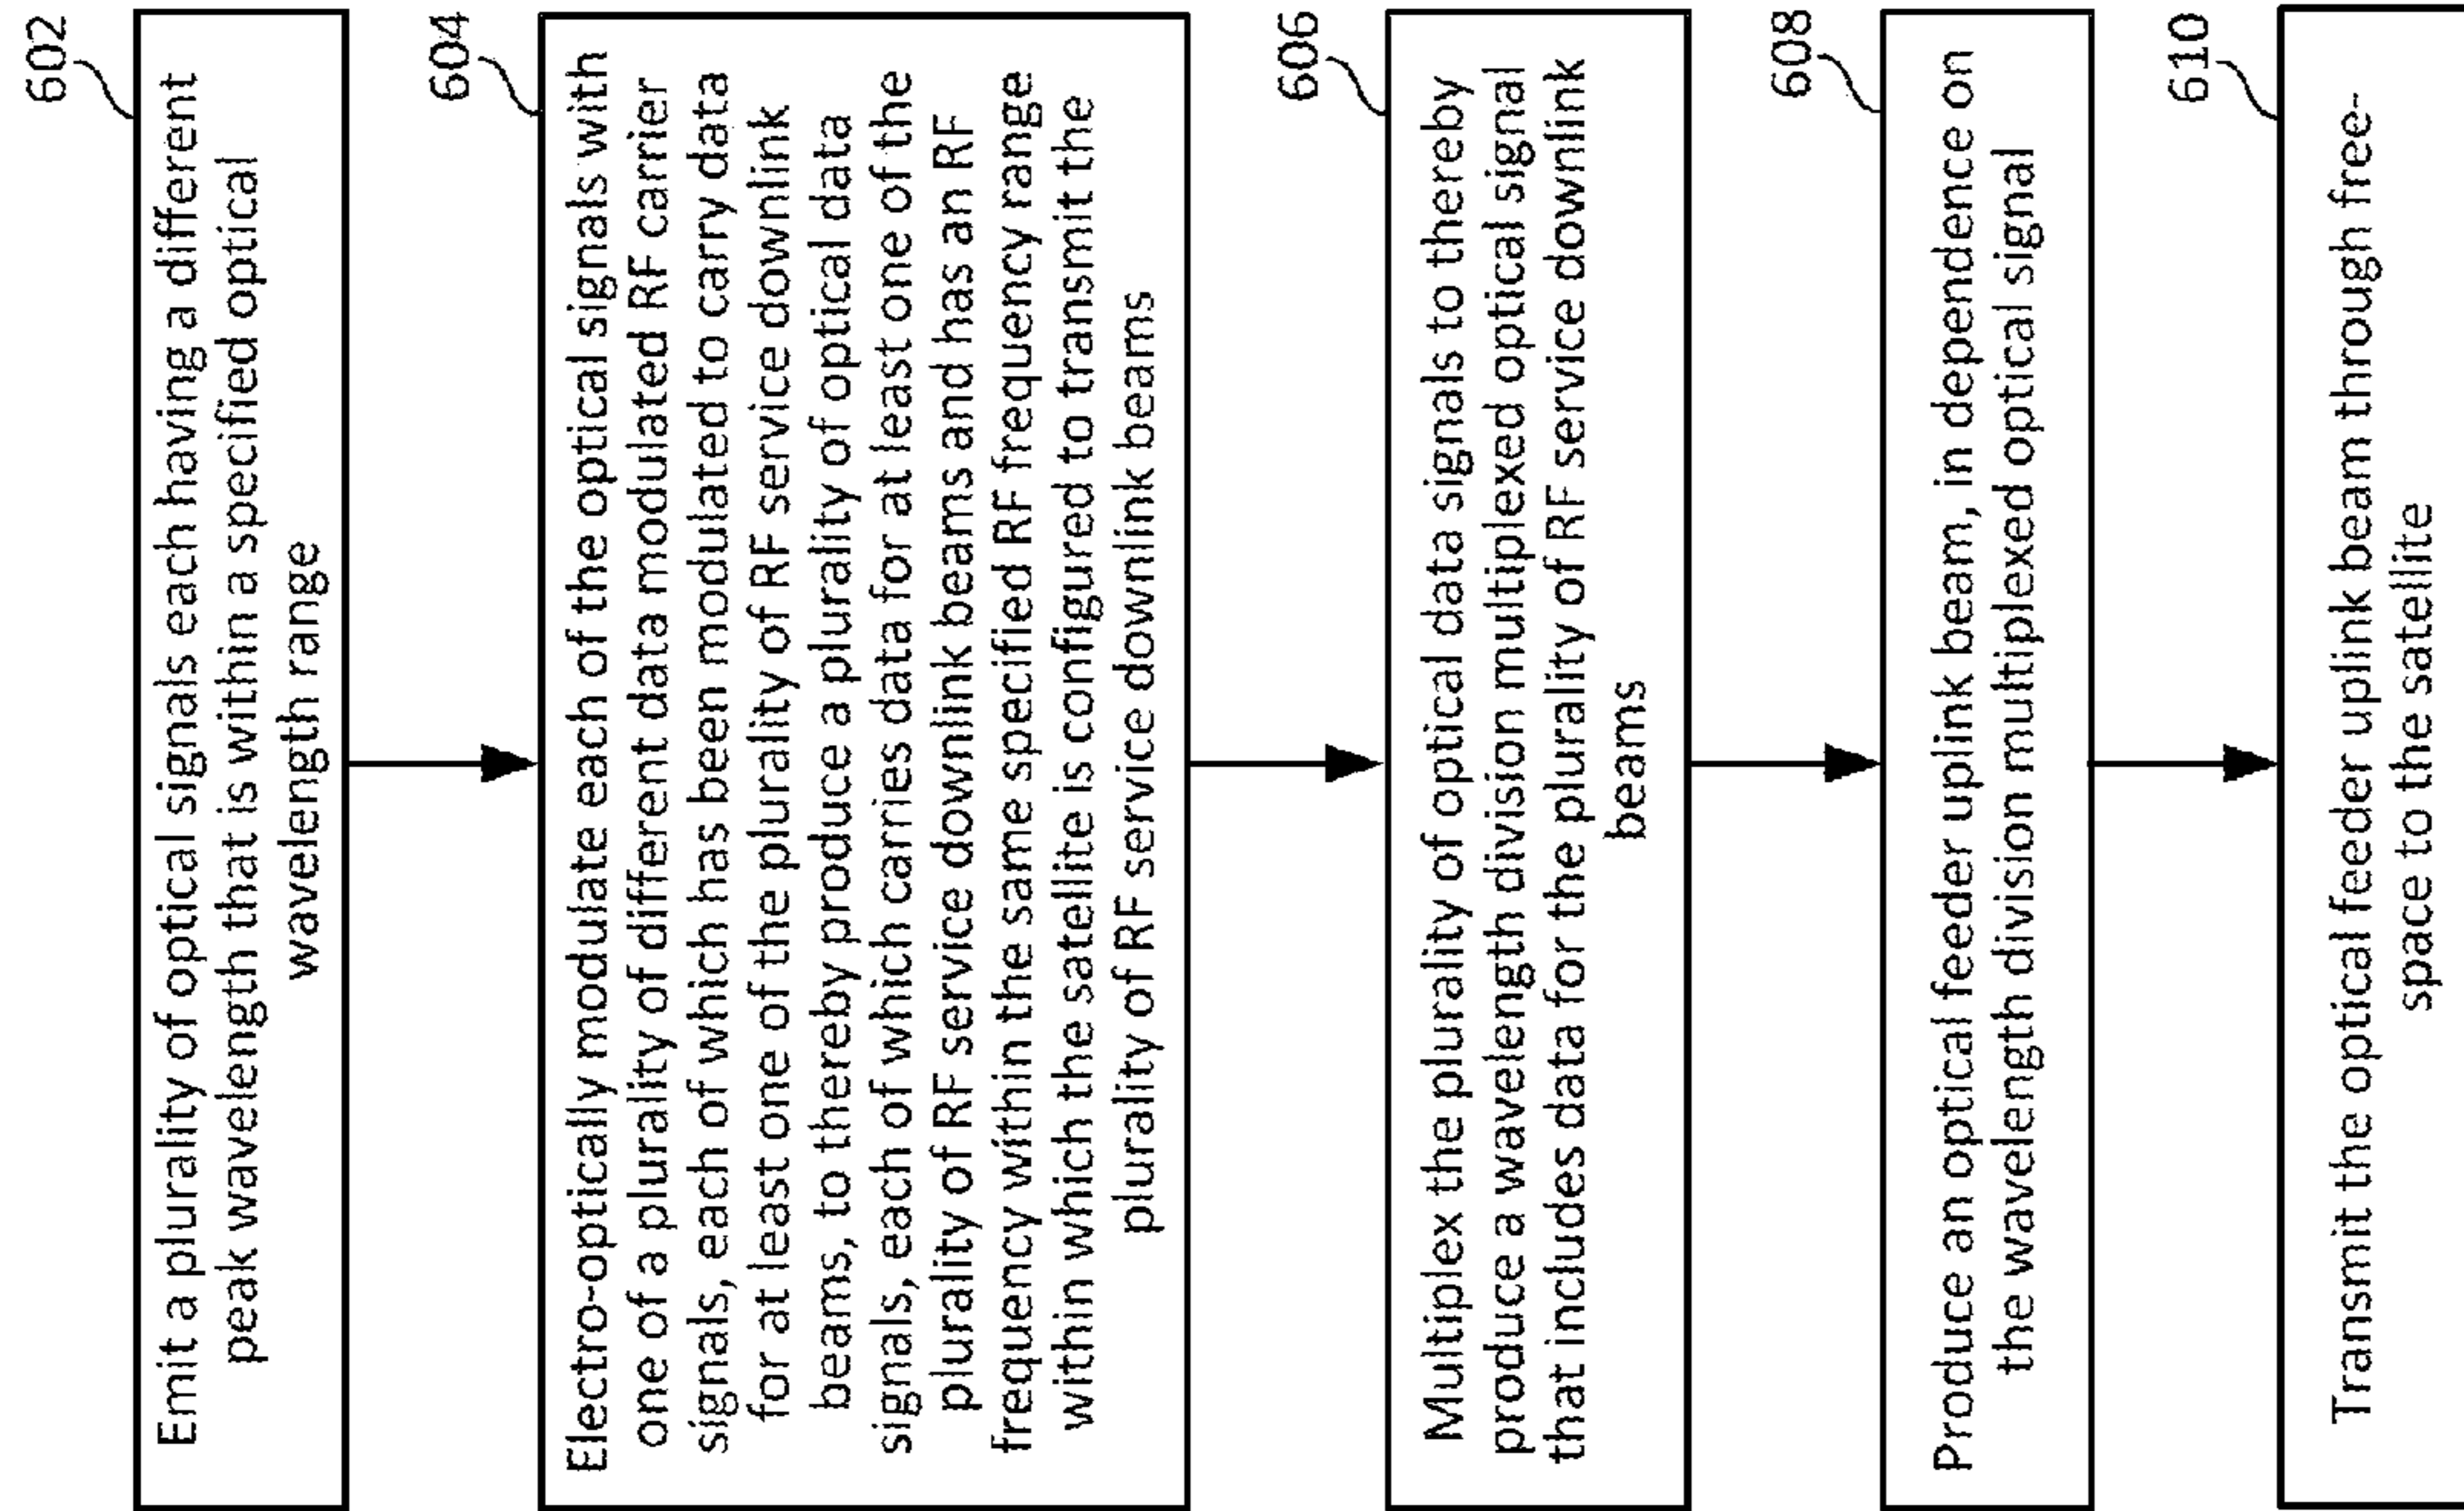 602
Emit a plurality of optical signals each having a different
peak wavelength that is within a specified optical
wavelength range
604
Electro-optically modulate each of the optical signals with
one of a plurality of different data modulated RF carrier
signals, each of which has been modulated to carry data
for at least one of the plurality of RF service downlink
beams, to thereby produce a plurality of optical data
signals, each of which carries data for at least one of the
plurality of RF service downlink beams and has an RF
frequency within the same specified RF frequency range
within which the satellite is configured to transmit the
plurality of RF service downlink beams
606
Multiplex the plurality of optical data signals to thereby
produce a wavelength division multiplexed optical signal
that includes data for the plurality of RF service downlink
beams
608
Produce an optical feeder uplink beam, in dependence on
the wavelength division multiplexed optical signal
610
Transmit the optical feeder uplink beam through free-
space to the satellite